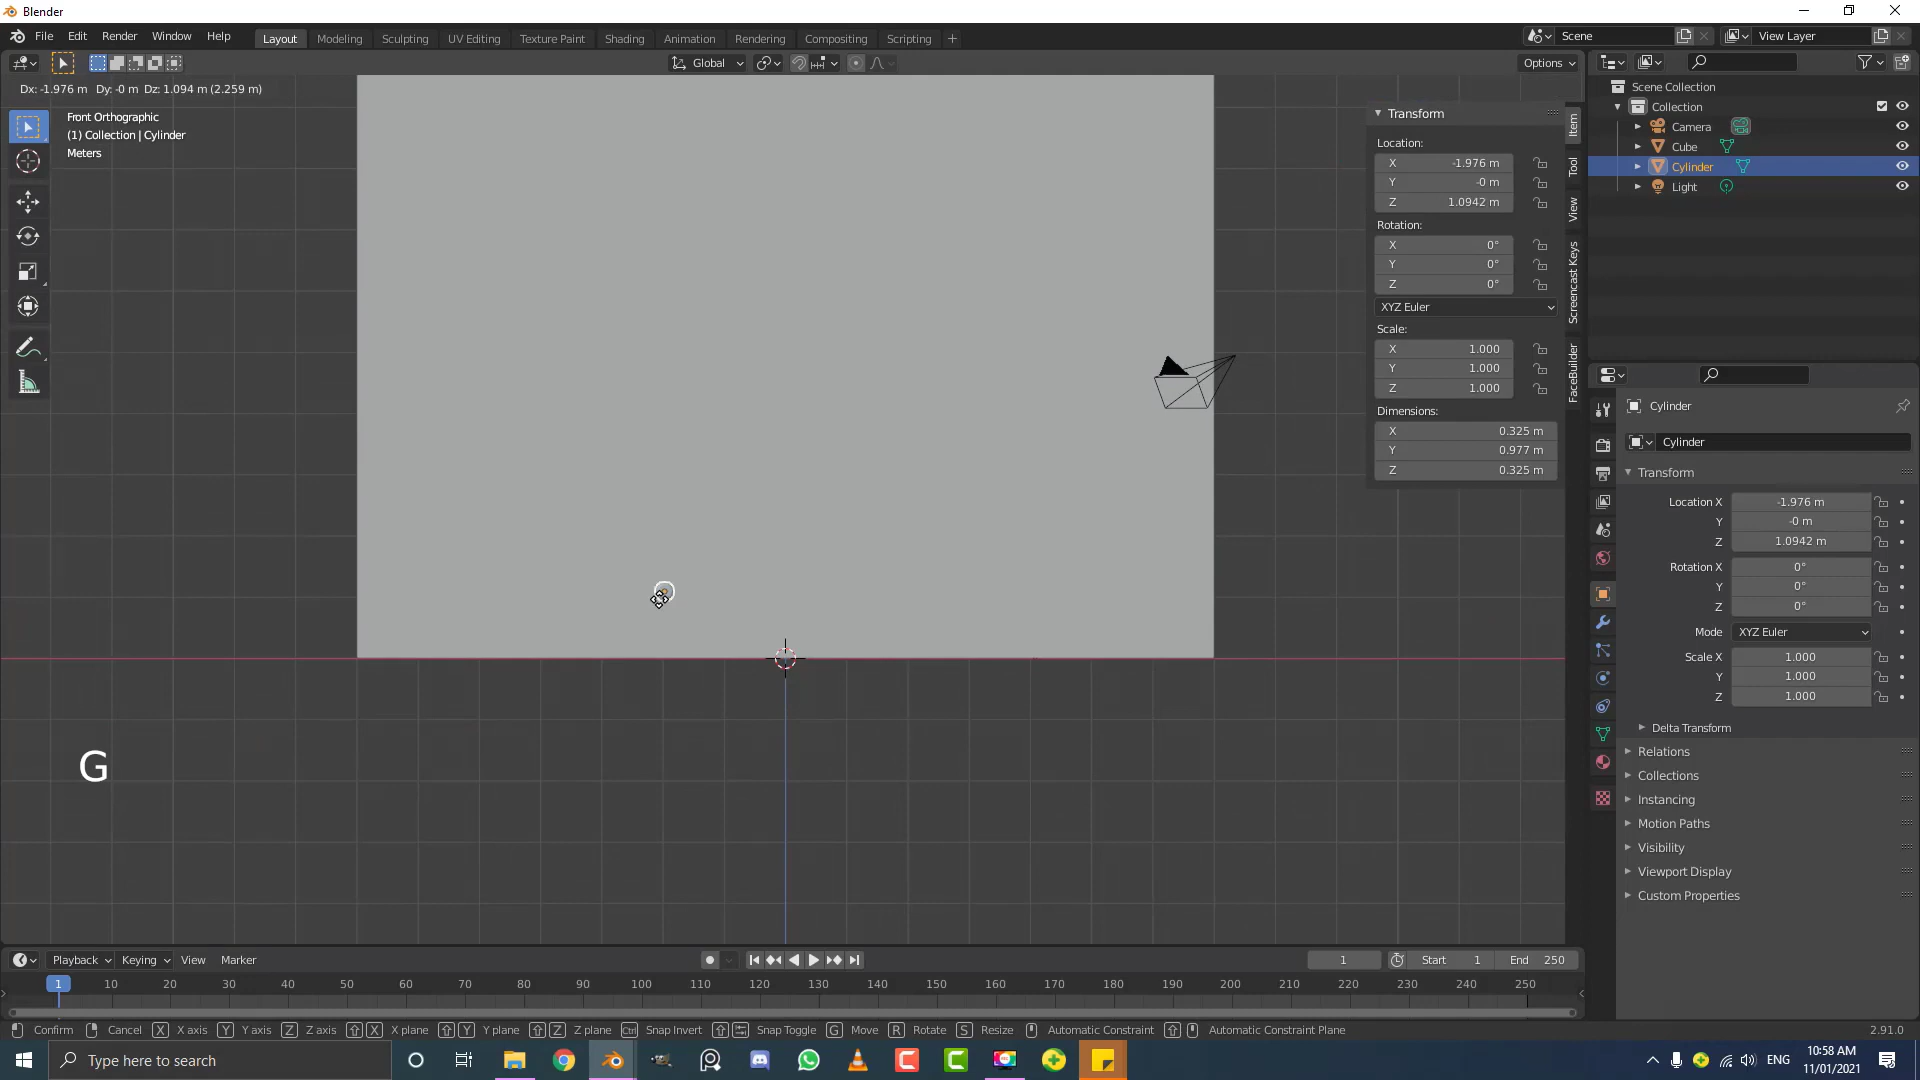 Blender
File Edit Render Window Help
Layout Modeling Sculpting UV Editing Texture Paint Shading Animation Rendering Compositing Scripting +
Scene View Layer
Global Options
Dx: -1.976 m Dy: -0 m Dz: 1.094 m (2.259 m)
Front Orthographic
(1) Collection | Cylinder
Meters
Transform
Location:
X -1.976 m
Y -0 m
Z 1.0942 m
Rotation:
X 0°
Y 0°
Z 0°
XYZ Euler
Scale:
X 1.000
Y 1.000
Z 1.000
Dimensions:
X 0.325 m
Y 0.977 m
Z 0.325 m
Item
Tool
View
Screencast Keys
FaceBuilder
Scene Collection
Collection
Camera
Cube
Cylinder
Light
Cylinder
Cylinder
Transform
Location X -1.976 m
Y -0 m
Z 1.0942 m
Rotation X 0°
Y 0°
Z 0°
Mode XYZ Euler
Scale X 1.000
Y 1.000
Z 1.000
Delta Transform
Relations
Collections
Instancing
Motion Paths
Visibility
Viewport Display
Custom Properties
G
Playback Keying View Marker 1 Start 1 End 250
1 10 20 30 40 50 60 70 80 90 100 110 120 130 140 150 160 170 180 190 200 210 220 230 240 250
Confirm Cancel X X axis Y Y axis Z Z axis X X plane Y Y plane Z Z plane Ctrl Snap Invert Snap Toggle G Move R Rotate S Resize Automatic Constraint Automatic Constraint Plane 2.91.0
Type here to search
ENG
10:58 AM
11/01/2021